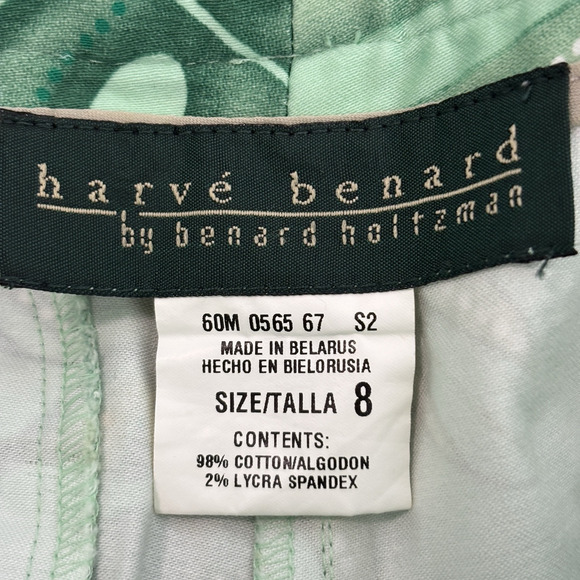 harvé benard
by benard holtzman
60M 0565 67 S2
MADE IN BELARUS
HECHO EN BIELORUSIA
SIZE/TALLA 8
CONTENTS:
98% COTTON/ALGODON
2% LYCRA SPANDEX